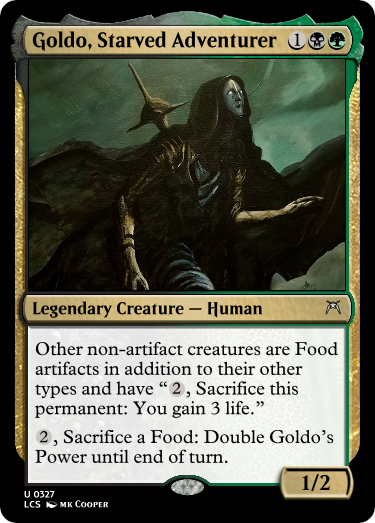 Goldo, Starved Adventurer 1
Legendary Creature — Human
Other non-artifact creatures are Food
artifacts in addition to their other
types and have “2, Sacrifice this
permanent: You gain 3 life.”
2, Sacrifice a Food: Double Goldo’s
Power until end of turn.
1/2
U 0327
LCS MK COOPER